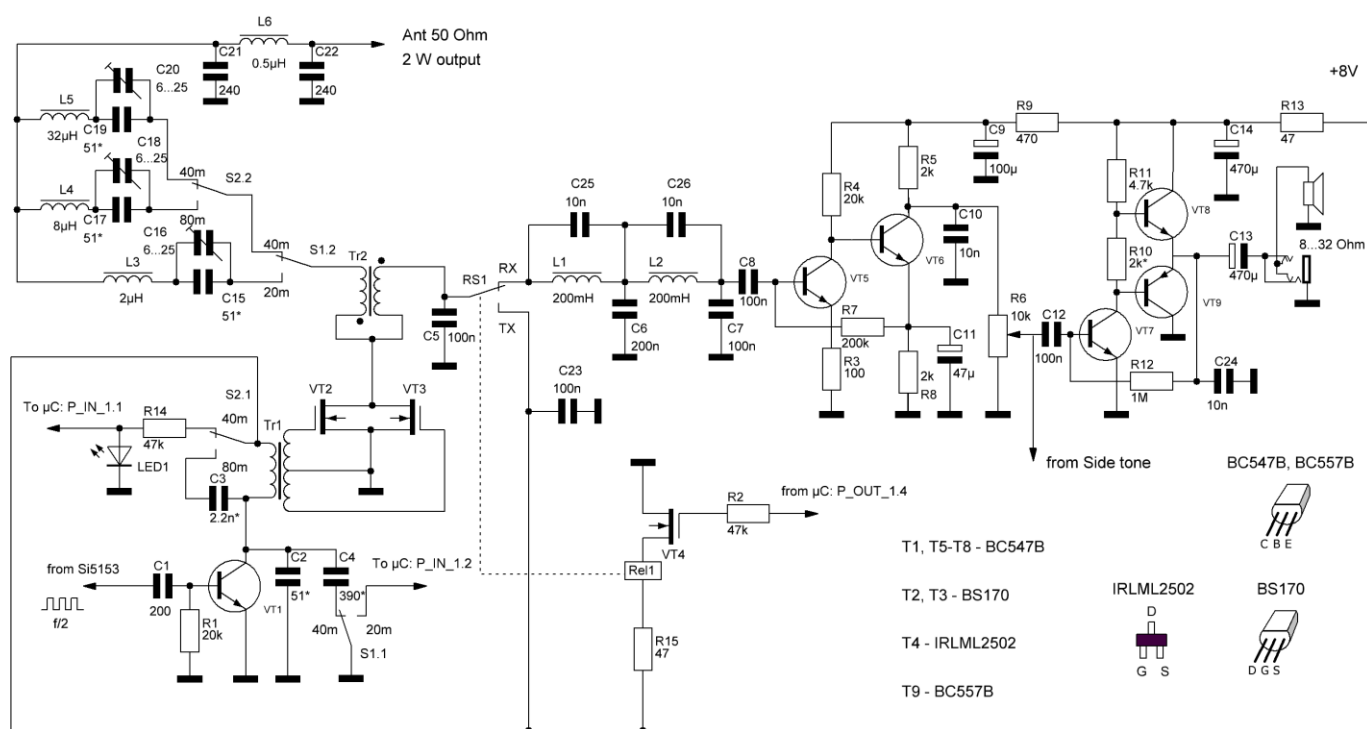 L6
0.5µH
C21
240
C22
240
Ant 50 Ohm
2 W output
+8V
C20
6...25
L5
32µH
C19
51*
C18
6...25
L4
8µH
C17
51*
40m
S2.2
80m
C16
6...25
L3
2µH
C15
51*
40m
S1.2
20m
Tr2
C5
100n
RS1
RX
TX
C25
10n
C26
10n
L1
200mH
L2
200mH
C6
200n
C7
100n
C8
100n
C23
100n
R4
20k
R5
2k
VT5
VT6
R7
200k
R3
100
2k
R8
C11
47µ
C9
100µ
R9
470
C10
10n
R6
10k
C12
100n
R11
4.7k
R10
2k*
VT7
VT8
VT9
R12
1M
C14
470µ
R13
47
C13
470µ
8...32 Ohm
C24
10n
from Side tone
To µC: P_IN_1.1
R14
47k
LED1
S2.1
40m
80m
Tr1
C3
2.2n*
VT2
VT3
from Si5153
f/2
C1
200
R1
20k
VT1
C2
51*
C4
390*
To µC: P_IN_1.2
40m
20m
S1.1
from µC: P_OUT_1.4
R2
47k
VT4
Rel1
R15
47
T1, T5-T8 - BC547B
T2, T3 - BS170
T4 - IRLML2502
T9 - BC557B
BC547B, BC557B
C B E
IRLML2502
D
G S
BS170
D G S